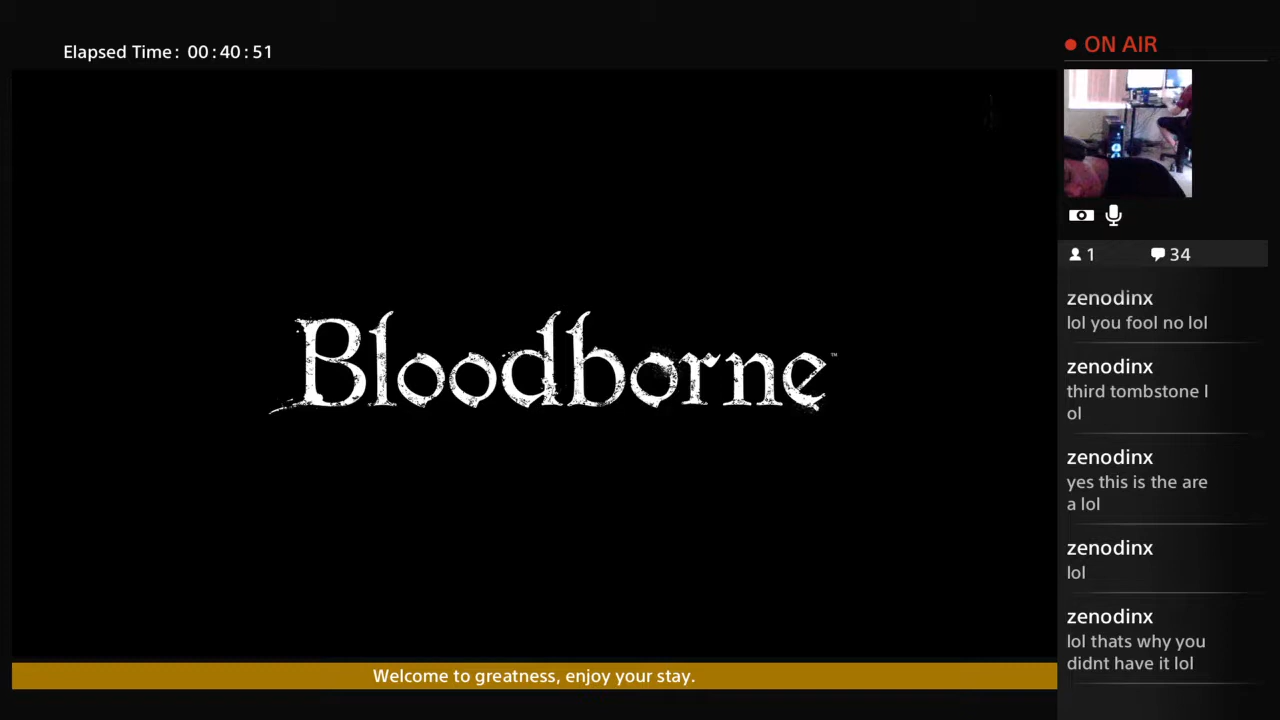 Elapsed Time: 00:40:51
ON AIR
1 34
zenodinx
lol you fool no lol
zenodinx
third tombstone l
ol
zenodinx
yes this is the are
a lol
zenodinx
lol
zenodinx
lol thats why you
didnt have it lol
Bloodborne™
Welcome to greatness, enjoy your stay.